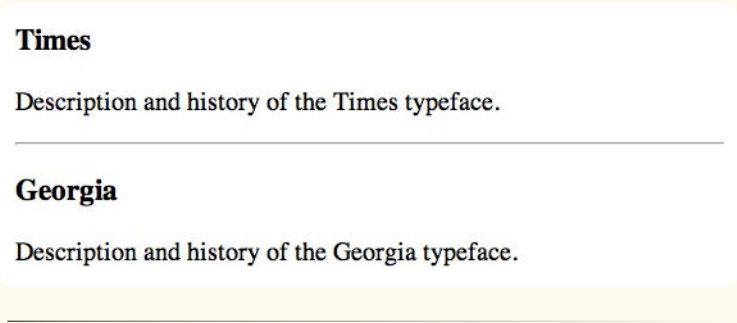 Times
Description and history of the Times typeface.
Georgia
Description and history of the Georgia typeface.